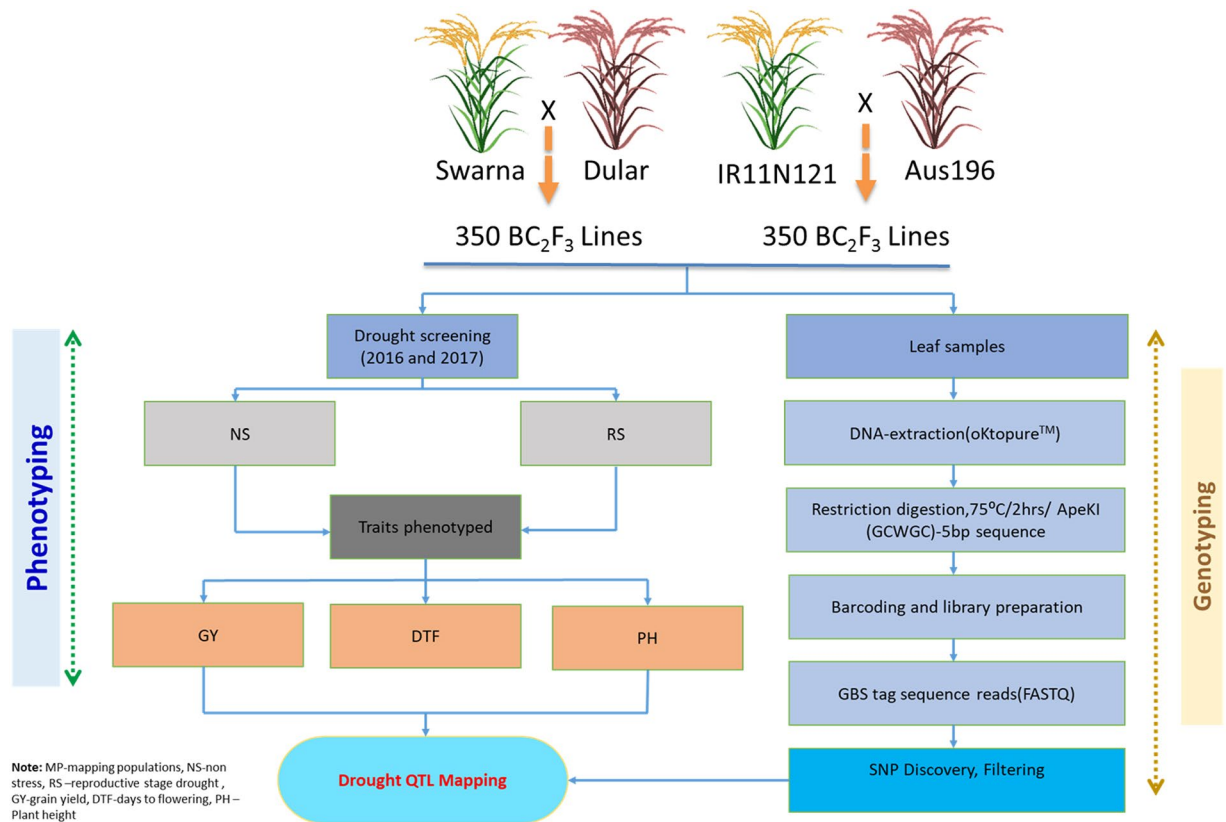 X
X
Swarna
Dular
IR11N121
Aus196
350 BC₂F₃ Lines
350 BC₂F₃ Lines
Phenotyping
Drought screening
(2016 and 2017)
NS
RS
Traits phenotyped
GY
DTF
PH
Drought QTL Mapping
Leaf samples
DNA-extraction(oKtopure™)
Restriction digestion,75⁰C/2hrs/ ApeKI
(GCWGC)-5bp sequence
Barcoding and library preparation
GBS tag sequence reads(FASTQ)
SNP Discovery, Filtering
Genotyping
Note: MP-mapping populations, NS-non
stress, RS –reproductive stage drought ,
GY-grain yield, DTF-days to flowering, PH –
Plant height